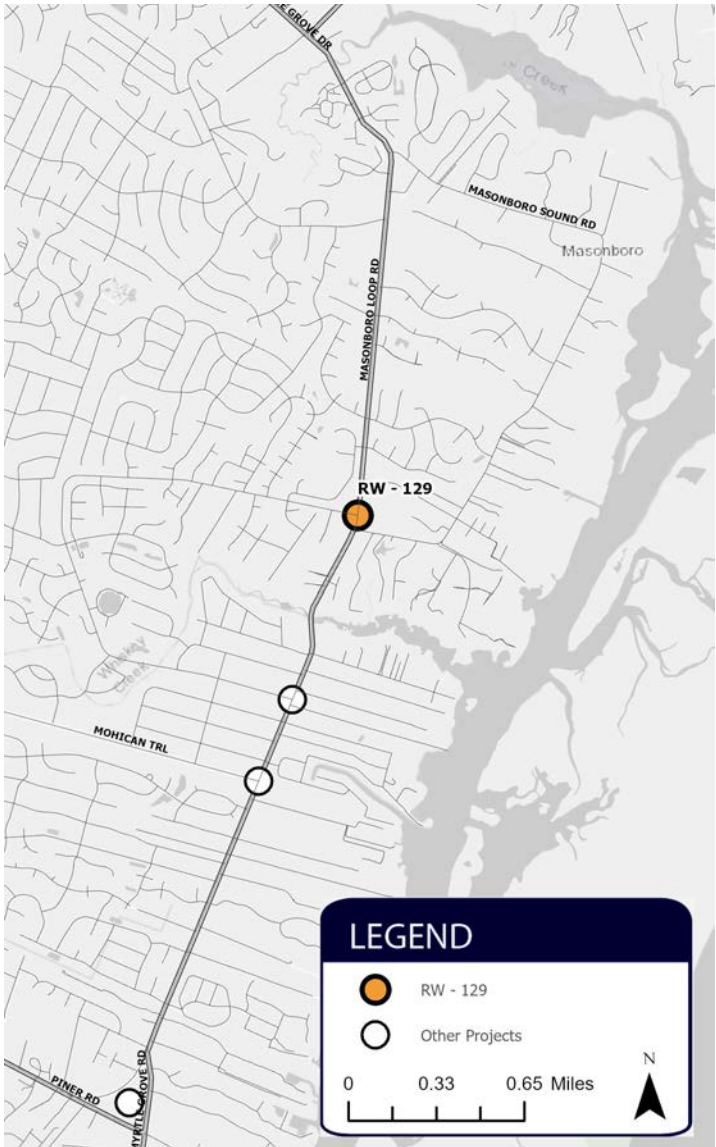 E GROVE DR
Creek
MASONBORO SOUND RD
Masonboro
MASONBORO LOOP RD
RW - 129
Whiskey
Creek
MOHICAN TRL
LEGEND
RW - 129
Other Projects
0 0.33 0.65 Miles
N
PINER RD
MYRTLE GROVE RD